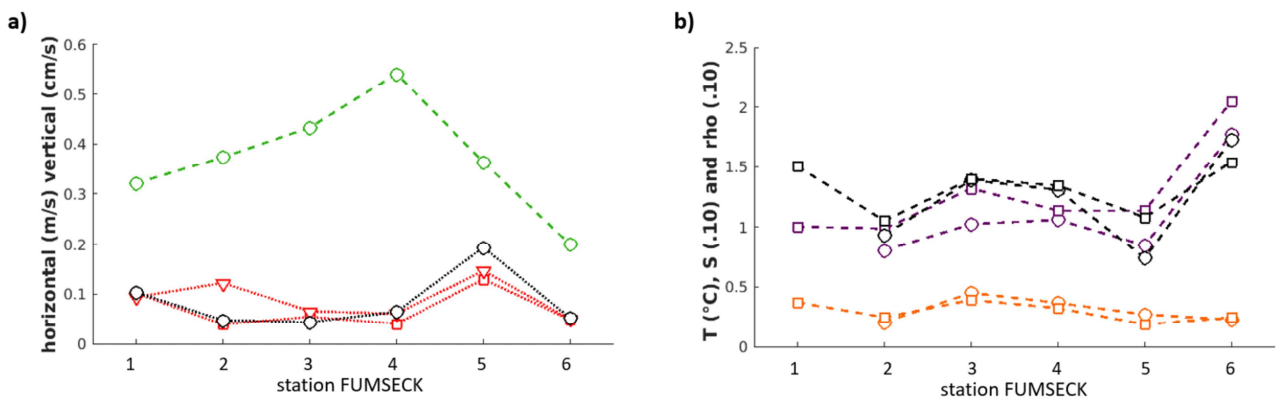 a)
horizontal (m/s) vertical (cm/s)
0.6
0.5
0.4
0.3
0.2
0.1
0
1 2 3 4 5 6
station FUMSECK
b)
T (°C), S (.10) and rho (.10)
2.5
2
1.5
1
0.5
0
1 2 3 4 5 6
station FUMSECK